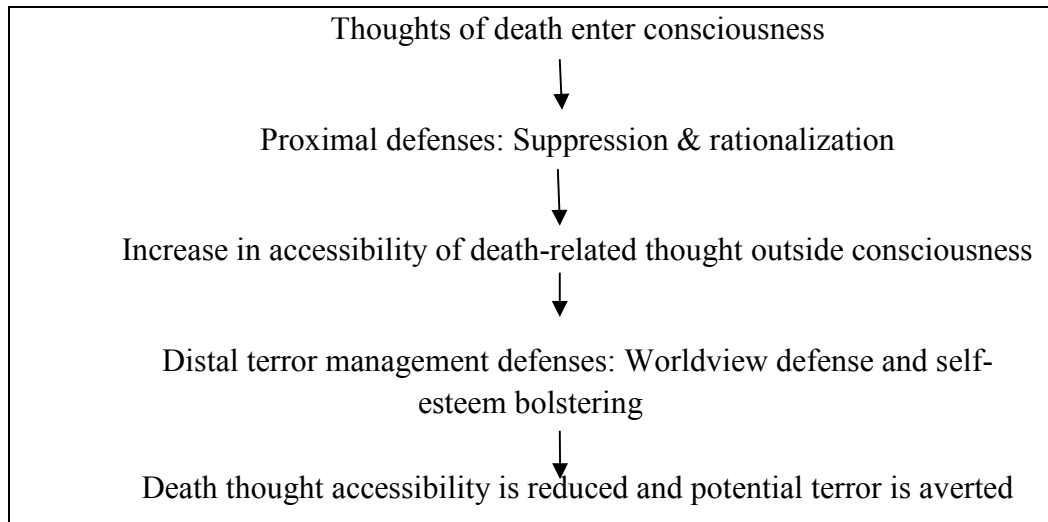 Thoughts of death enter consciousness
Proximal defenses: Suppression & rationalization
Increase in accessibility of death-related thought outside consciousness
Distal terror management defenses: Worldview defense and self-
esteem bolstering
Death thought accessibility is reduced and potential terror is averted